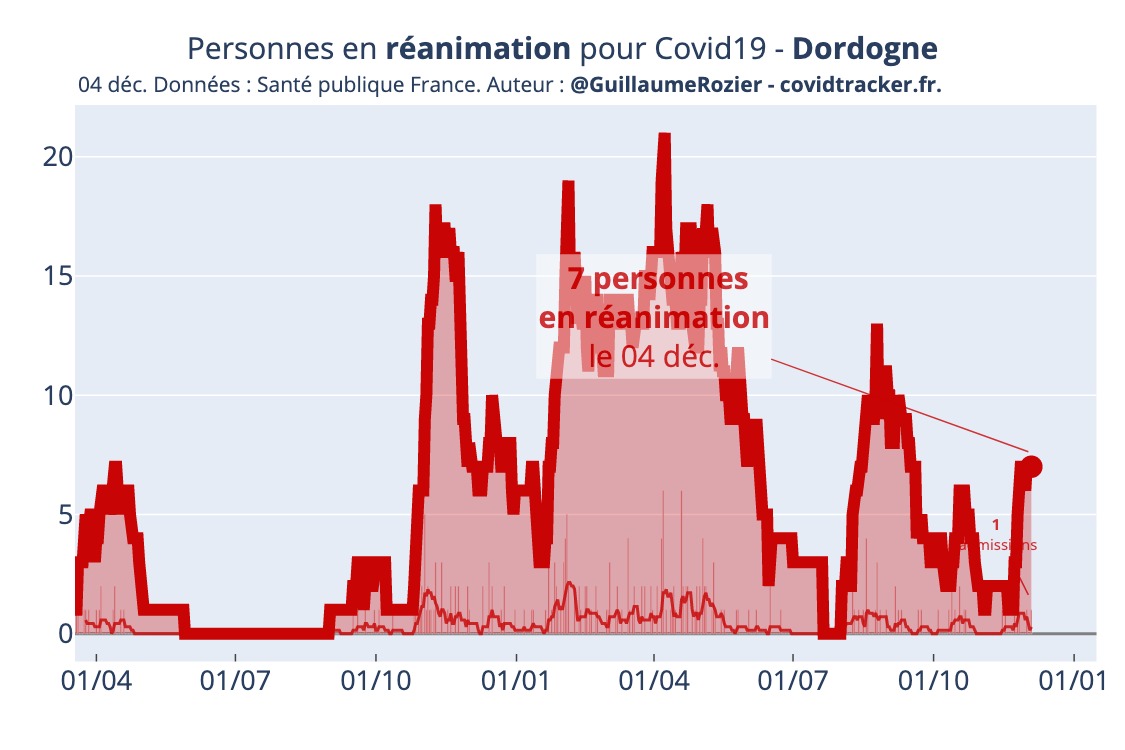 Personnes en réanimation pour Covid19 - Dordogne
04 déc. Données : Santé publique France. Auteur : @GuillaumeRozier - covidtracker.fr.
20
15
10
5
0
7 personnes
en réanimation
le 04 déc.
1
admissions
01/04
01/07
01/10
01/01
01/04
01/07
01/10
01/01